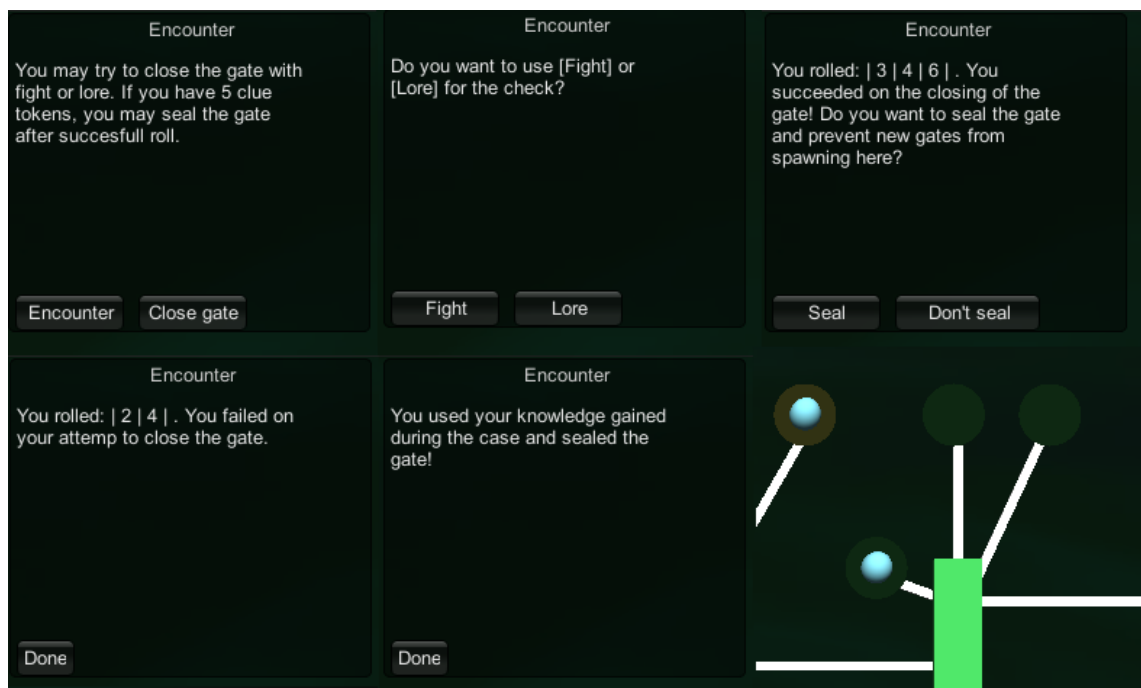 Encounter
You may try to close the gate with
fight or lore. If you have 5 clue
tokens, you may seal the gate
after succesfull roll.
Encounter
Close gate
Encounter
Do you want to use [Fight] or
[Lore] for the check?
Fight
Lore
Encounter
You rolled: | 3 | 4 | 6 | . You
succeeded on the closing of the
gate! Do you want to seal the gate
and prevent new gates from
spawning here?
Seal
Don't seal
Encounter
You rolled: | 2 | 4 | . You failed on
your attemp to close the gate.
Done
Encounter
You used your knowledge gained
during the case and sealed the
gate!
Done